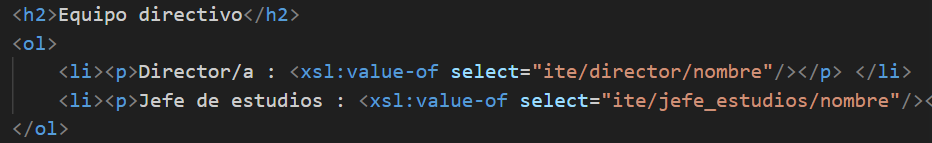 <h2>Equipo directivo</h2>
<ol>
<li><p>Director/a : <xsl:value-of select="ite/director/nombre"/></p> </li>
<li><p>Jefe de estudios : <xsl:value-of select="ite/jefe_estudios/nombre"/><
</ol>